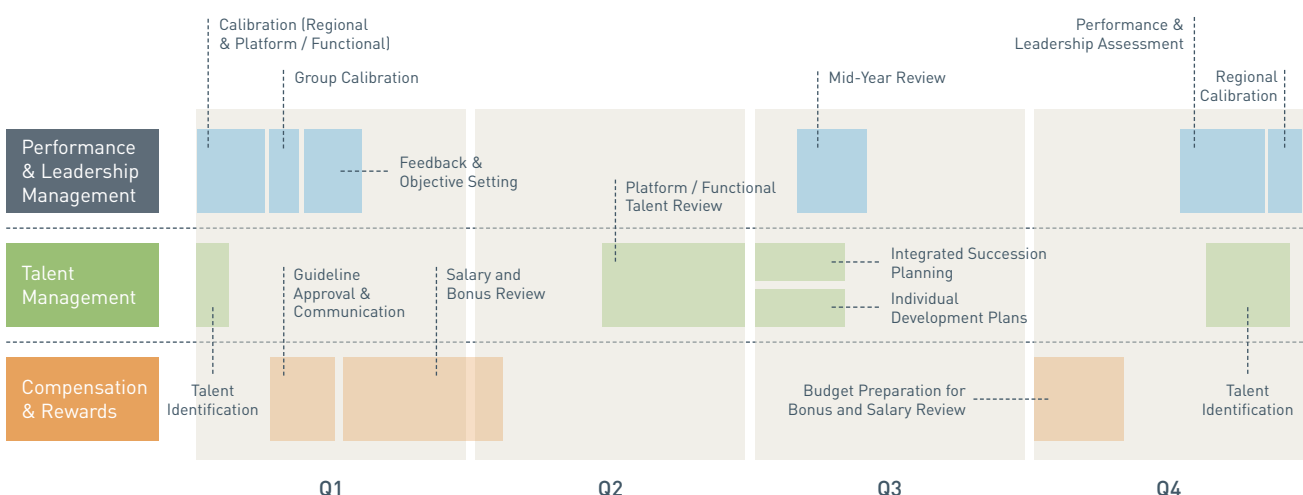 Calibration (Regional
& Platform / Functional)
Performance &
Leadership Assessment
Group Calibration
Mid-Year Review
Regional
Calibration
Performance
& Leadership
Management
Feedback &
Objective Setting
Platform / Functional
Talent Review
Talent
Management
Guideline
Approval &
Communication
Salary and
Bonus Review
Integrated Succession
Planning
Individual
Development Plans
Compensation
& Rewards
Talent
Identification
Budget Preparation for
Bonus and Salary Review
Talent
Identification
Q1
Q2
Q3
Q4